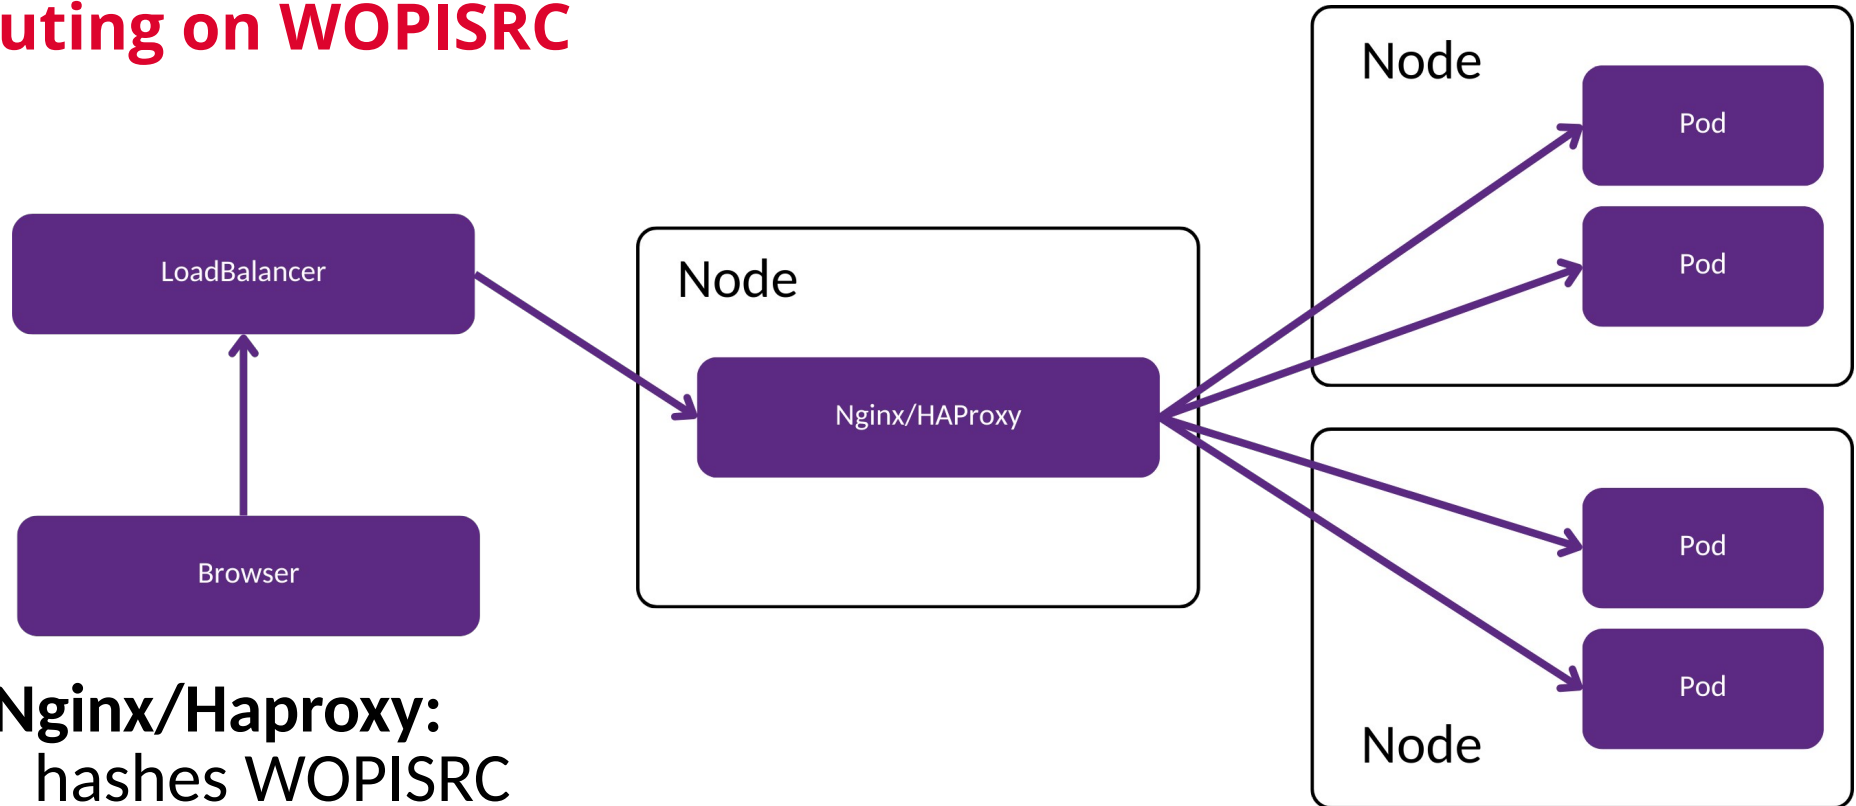 uting on WOPISRC
Node
Pod
Pod
LoadBalancer
Node
Nginx/HAProxy
Browser
Pod
Pod
Node
Nginx/Haproxy:
hashes WOPISRC